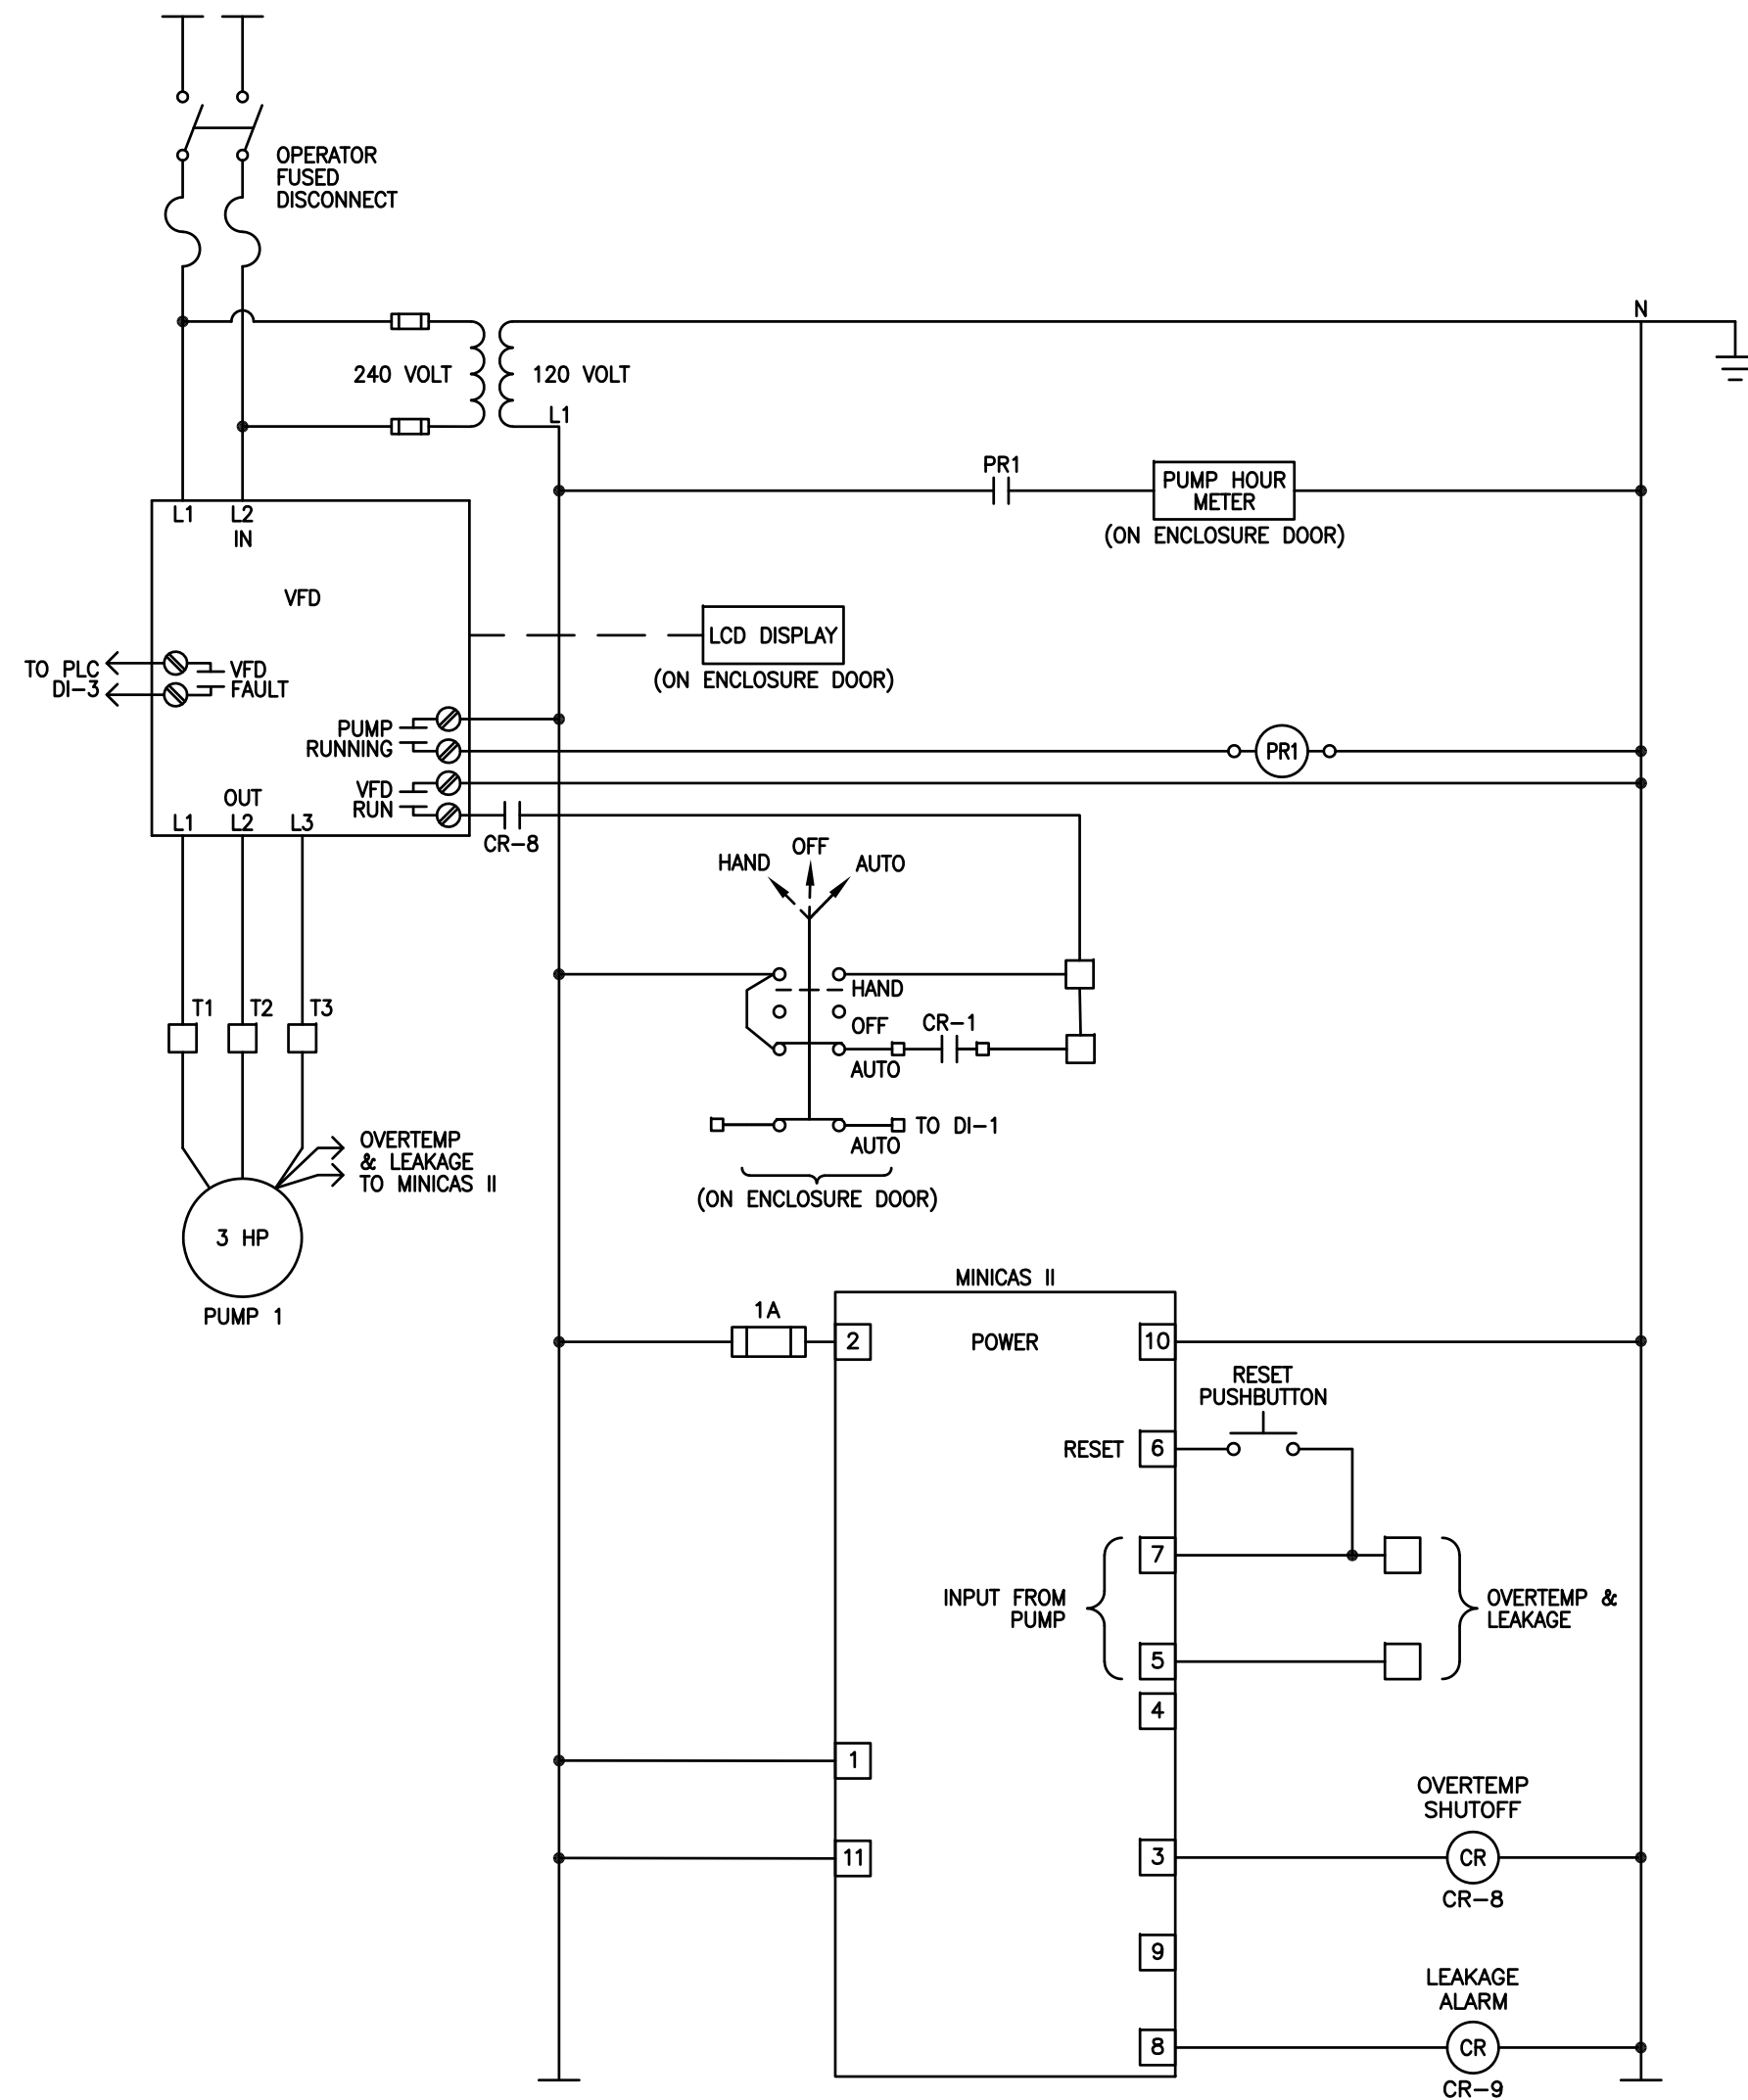 OPERATOR
FUSED
DISCONNECT
N
240 VOLT
120 VOLT
L1
PR1
PUMP HOUR
METER
(ON ENCLOSURE DOOR)
L1
L2
IN
VFD
LCD DISPLAY
(ON ENCLOSURE DOOR)
TO PLC
DI-3
VFD
FAULT
PUMP
RUNNING
PR1
VFD
RUN
OUT
L1
L2
L3
CR-8
HAND
OFF
AUTO
HAND
OFF
CR-1
AUTO
TO DI-1
AUTO
(ON ENCLOSURE DOOR)
T1
T2
T3
OVERTEMP
& LEAKAGE
TO MINICAS II
3 HP
PUMP 1
MINICAS II
1A
2
POWER
10
RESET
PUSHBUTTON
RESET
6
7
INPUT FROM
PUMP
OVERTEMP &
LEAKAGE
5
4
1
OVERTEMP
SHUTOFF
11
3
CR
CR-8
9
LEAKAGE
ALARM
8
CR
CR-9